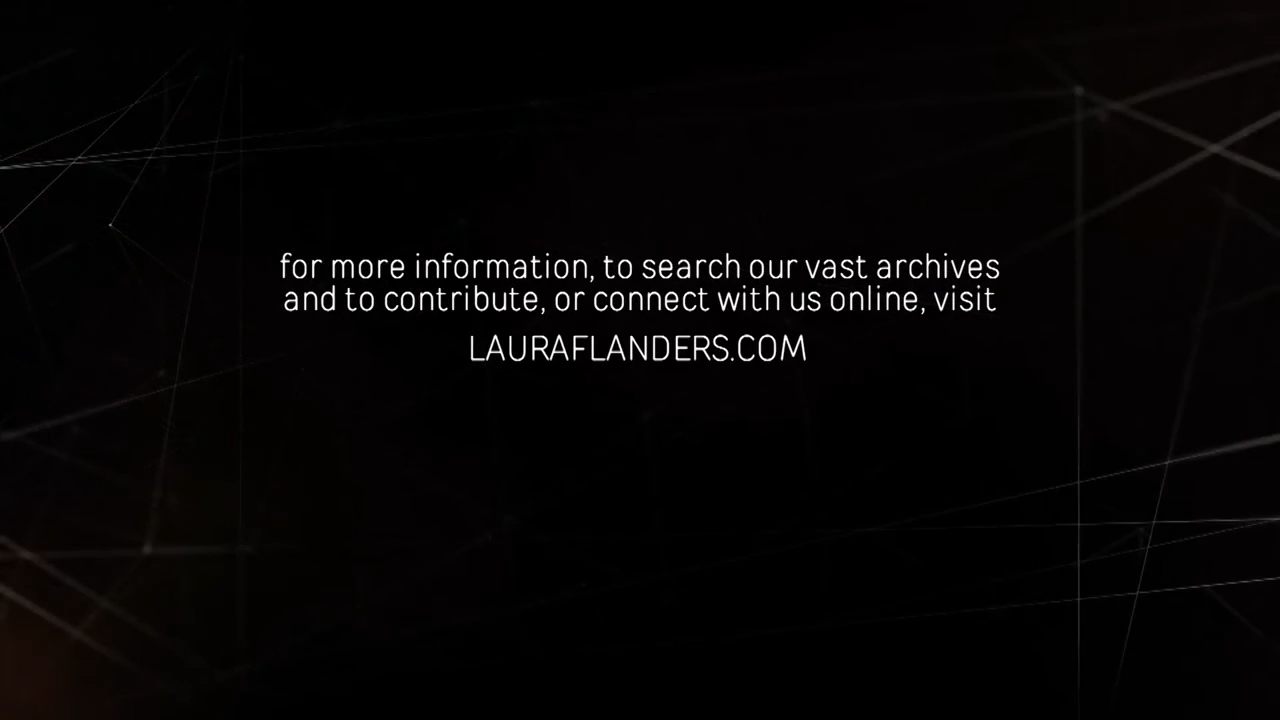 for more information, to search our vast archives
and to contribute, or connect with us online, visit
LAURAFLANDERS.COM